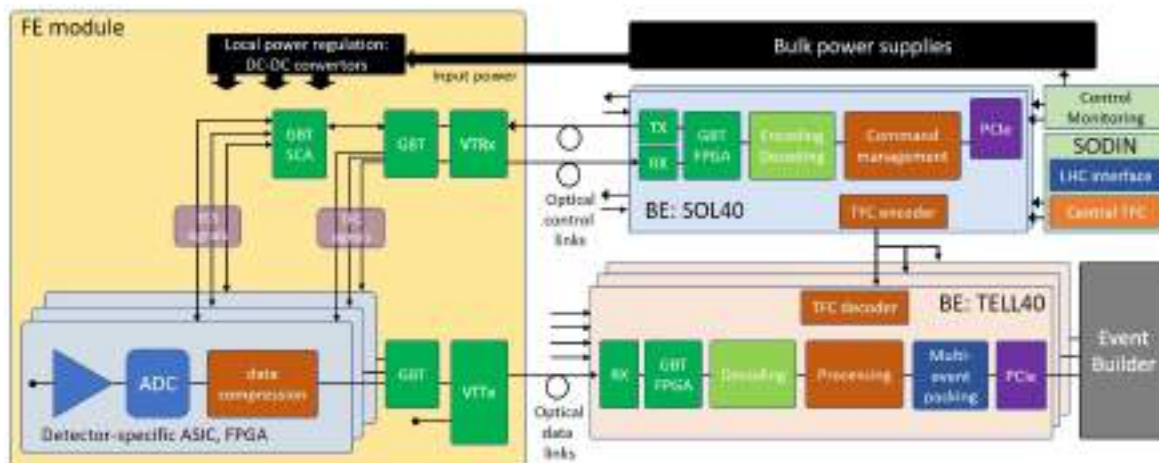 FE module
Local power regulation:
DC-DC convertors
Input power
Bulk power supplies
GBT
SCA
GBT
VTRx
TX
RX
GBT
FPGA
Encoding
Decoding
Command
management
PCIe
Control
Monitoring
SODIN
LHC interface
Central TFC
Optical
control
links
BE: SOL40
TFC encoder
signals
TFC
signals
TFC decoder
BE: TELL40
ADC
data
compression
GBT
VTTx
Detector-specific ASIC, FPGA
Optical
data
links
RX
GBT
FPGA
Decoding
Processing
Multi-
event
packing
PCIe
Event
Builder